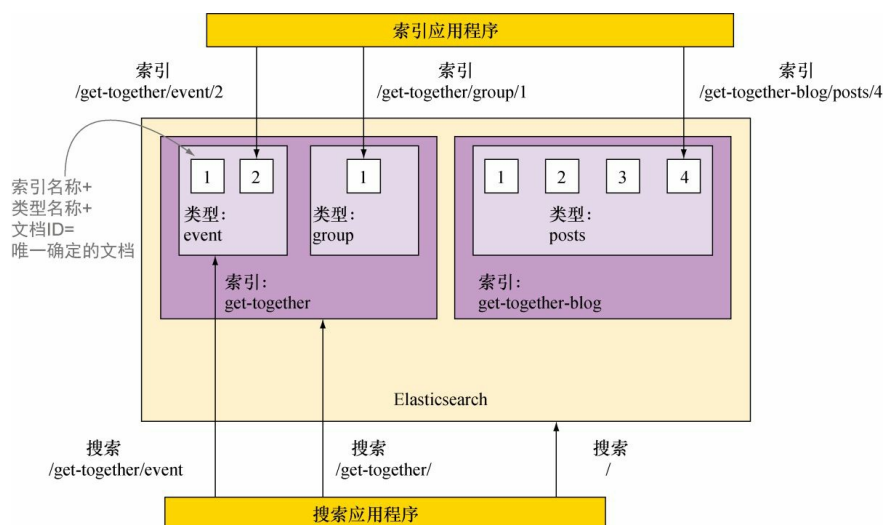 索引应用程序
索引
/get-together/event/2
索引
/get-together/group/1
索引
/get-together-blog/posts/4
索引名称+
类型名称+
文档ID=
唯一确定的文档
1
2
类型：
event
1
类型：
group
索引：
get-together
1
2
3
4
类型：
posts
索引：
get-together-blog
Elasticsearch
搜索
/get-together/event
搜索
/get-together/
搜索
/
搜索应用程序